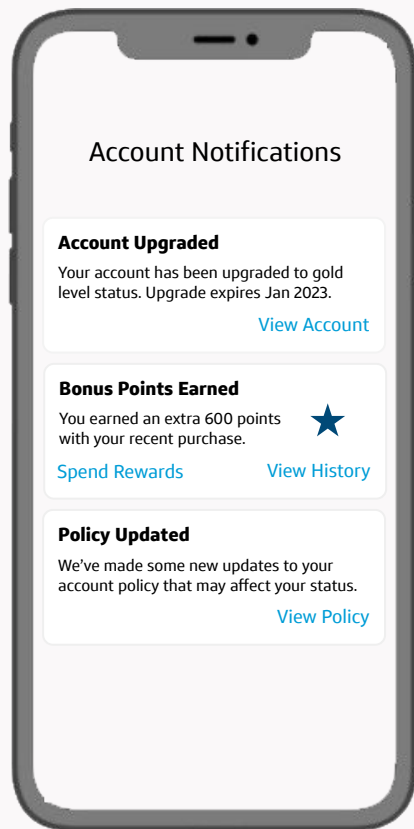 Account Notifications
Account Upgraded
Your account has been upgraded to gold
level status. Upgrade expires Jan 2023.
View Account
Bonus Points Earned
You earned an extra 600 points
with your recent purchase.
Spend Rewards
View History
Policy Updated
We’ve made some new updates to your
account policy that may affect your status.
View Policy